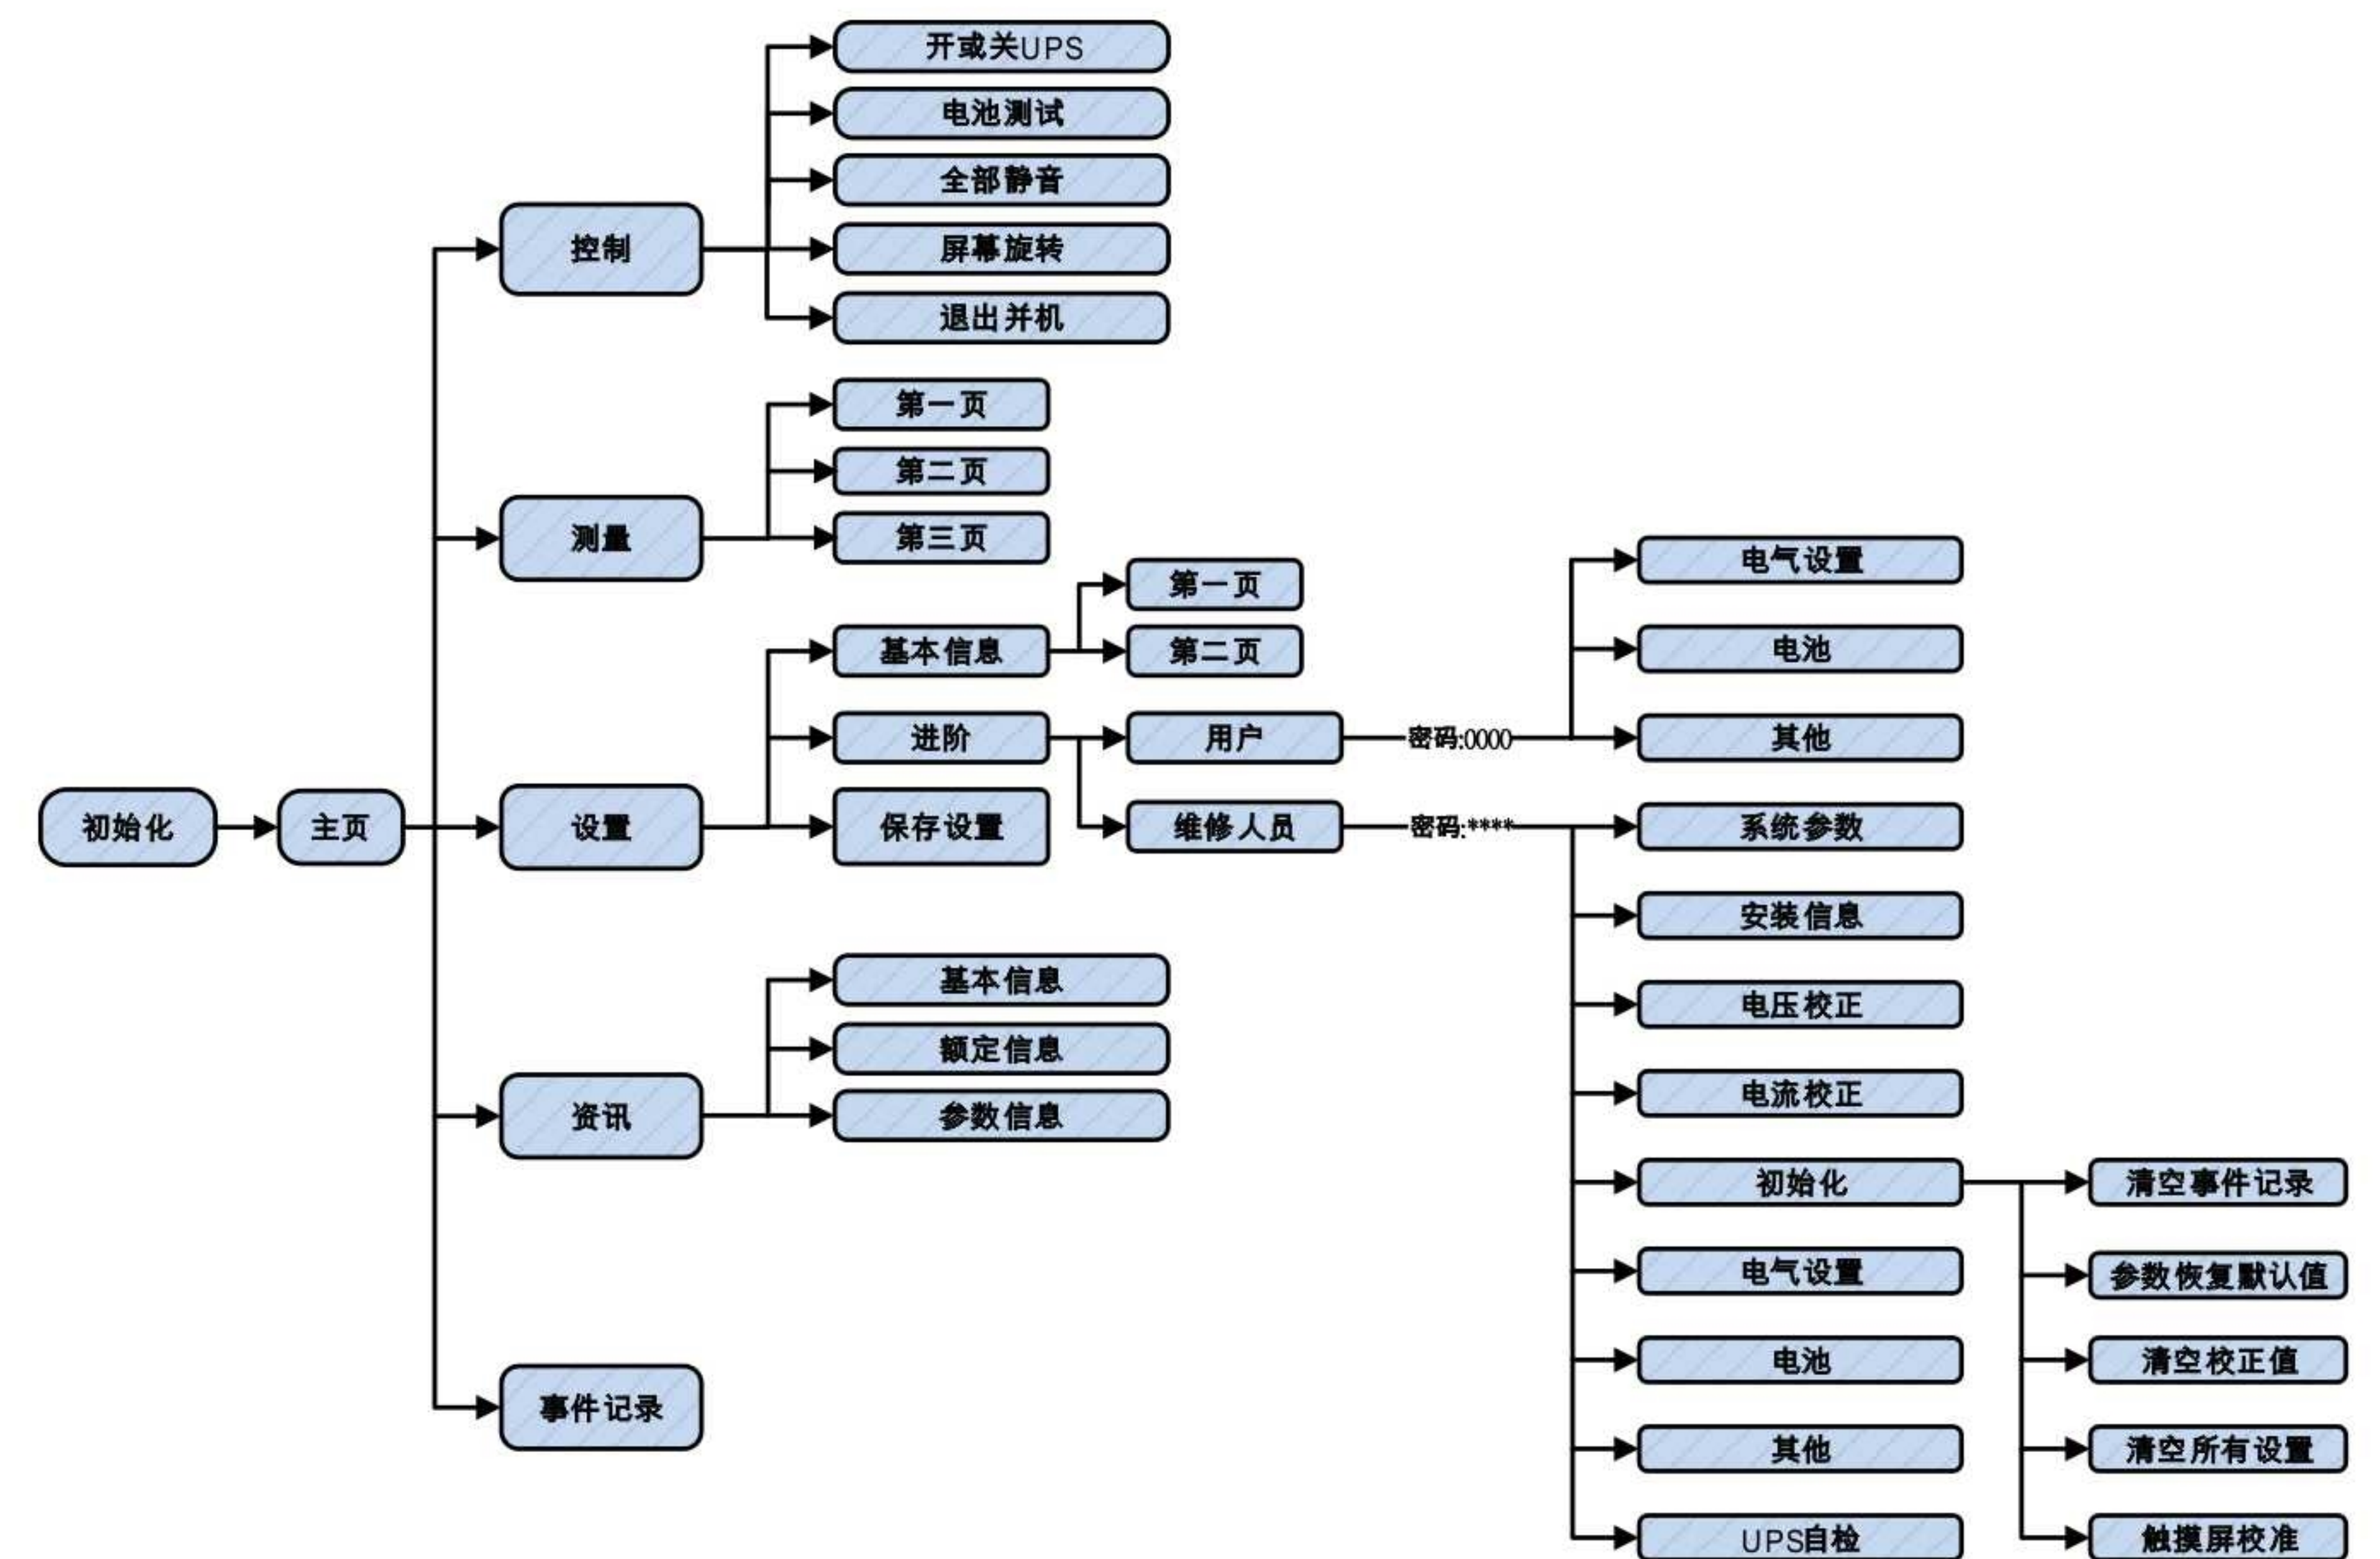 开或关UPS
电池测试
全部静音
控制
屏幕旋转
退出并机
第一页
第二页
测量
第三页
电气设置
第一页
基本信息
第二页
电池
进阶
用户
密码:0000
其他
初始化
主页
设置
保存设置
维修人员
密码:****
系统参数
安装信息
基本信息
电压校正
额定信息
电流校正
资讯
参数信息
初始化
清空事件记录
电气设置
参数恢复默认值
电池
清空校正值
事件记录
其他
清空所有设置
UPS自检
触摸屏校准